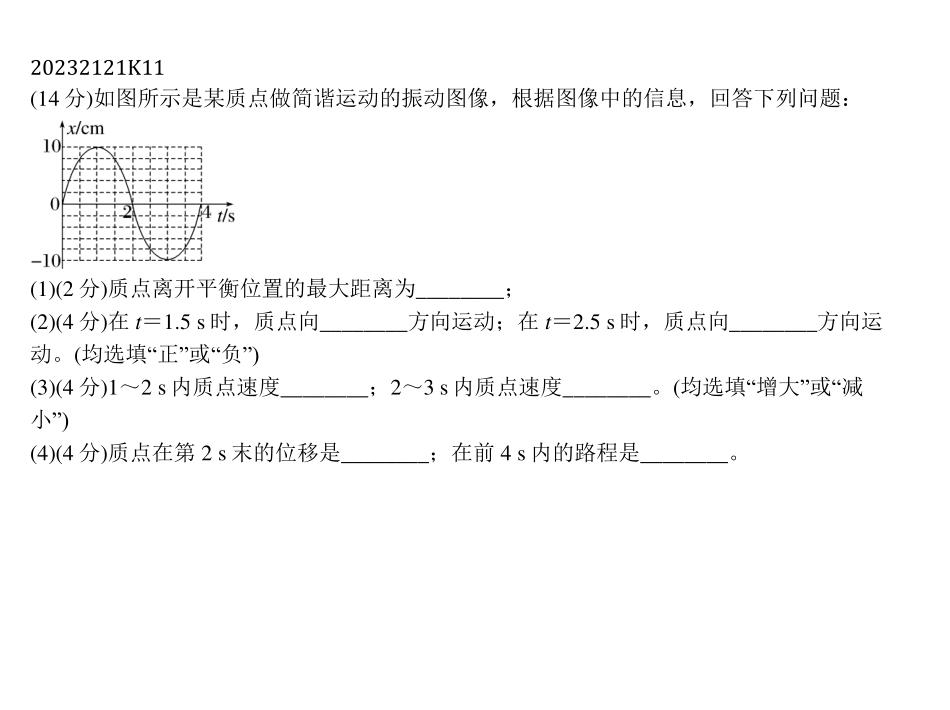 20232121K11
(14 分)如图所示是某质点做简谐运动的振动图像，根据图像中的信息，回答下列问题：
x/cm
10
0
2
4
t/s
−10
(1)(2 分)质点离开平衡位置的最大距离为________；
(2)(4 分)在 t＝1.5 s 时，质点向________方向运动；在 t＝2.5 s 时，质点向________方向运
动。(均选填“正”或“负”)
(3)(4 分)1～2 s 内质点速度________；2～3 s 内质点速度________。(均选填“增大”或“减
小”)
(4)(4 分)质点在第 2 s 末的位移是________；在前 4 s 内的路程是________。